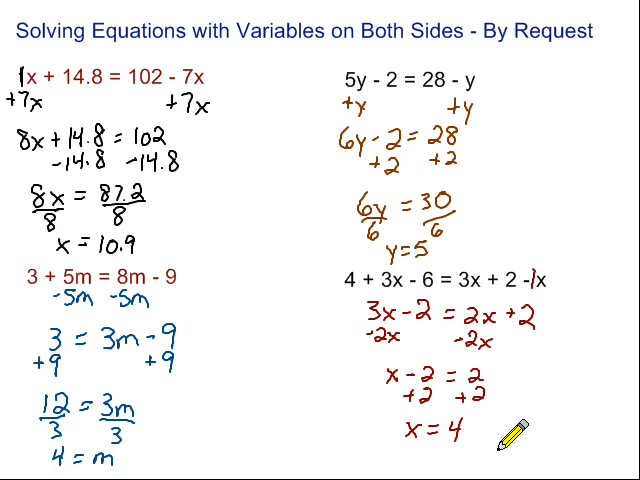 Solving Equations with Variables on Both Sides - By Request
1x + 14.8 = 102 - 7x
+7x +7x
8x + 14.8 = 102
-14.8 -14.8
8x = 87.2
8 8
x = 10.9
5y - 2 = 28 - y
+y +y
6y - 2 = 28
+2 +2
6y = 30
6 6
y = 5
3 + 5m = 8m - 9
-5m -5m
3 = 3m - 9
+9 +9
12 = 3m
3 3
4 = m
4 + 3x - 6 = 3x + 2 - 1x
3x - 2 = 2x + 2
-2x -2x
x - 2 = 2
+2 +2
x = 4